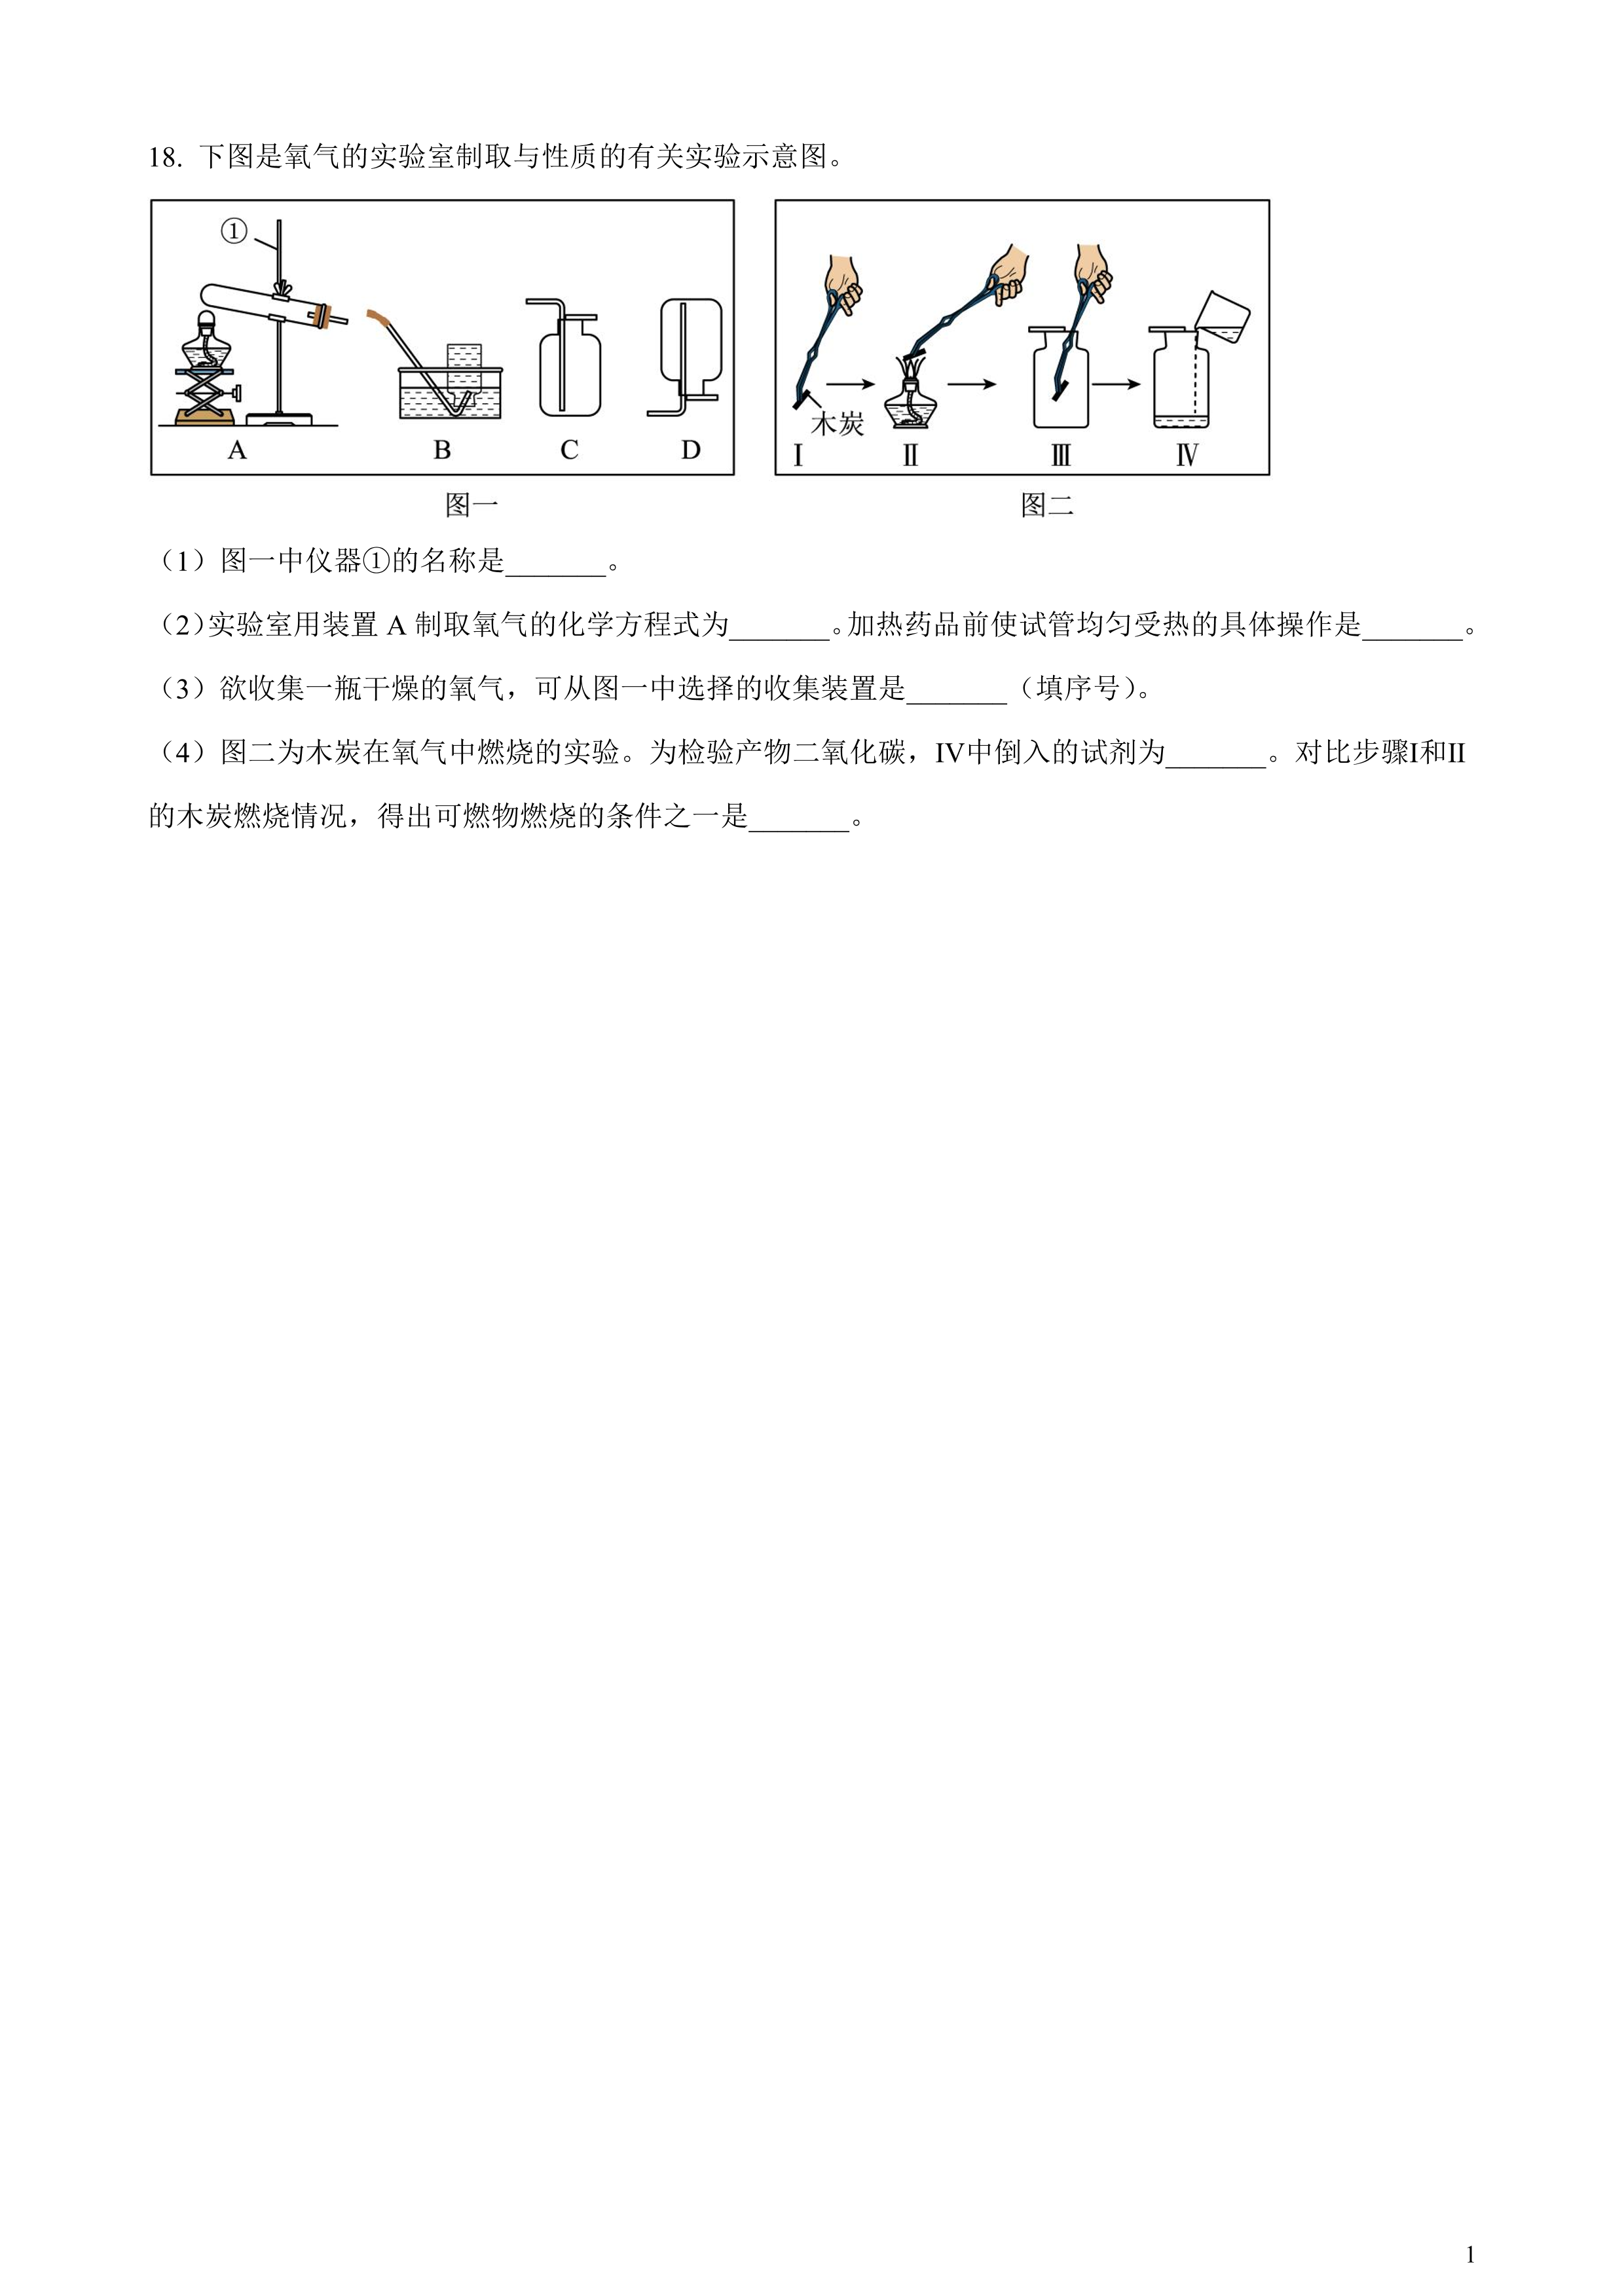 18. 下图是氧气的实验室制取与性质的有关实验示意图。
①
木炭
A B C D
Ⅰ Ⅱ Ⅲ Ⅳ
图一 图二
（1）图一中仪器①的名称是_______。
（2）实验室用装置 A 制取氧气的化学方程式为_______。加热药品前使试管均匀受热的具体操作是_______。
（3）欲收集一瓶干燥的氧气，可从图一中选择的收集装置是_______（填序号）。
（4）图二为木炭在氧气中燃烧的实验。为检验产物二氧化碳，Ⅳ中倒入的试剂为_______。对比步骤Ⅰ和Ⅱ
的木炭燃烧情况，得出可燃物燃烧的条件之一是_______。
1